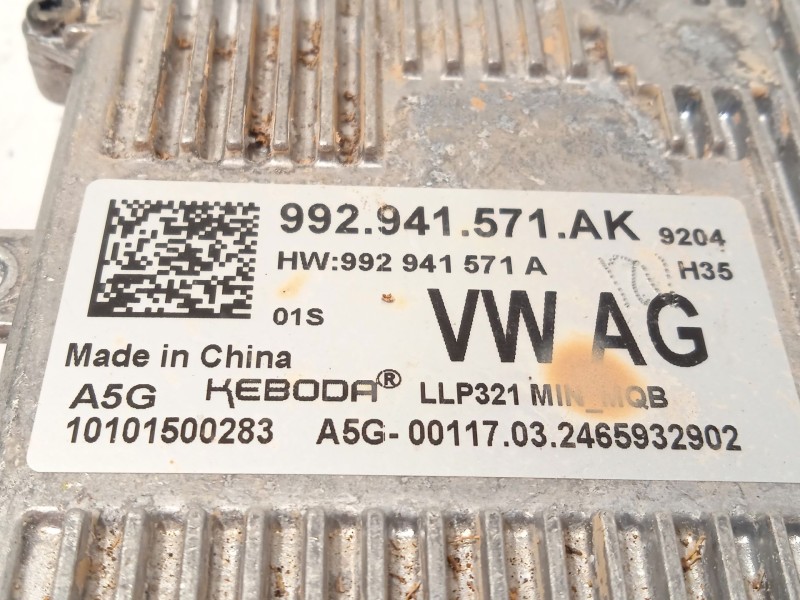 992.941.571.AK 9204
HW:992 941 571 A H35
01S VW AG
Made in China
A5G KEBODA® LLP321 MIN_MQB
10101500283 A5G-00117.03.2465932902